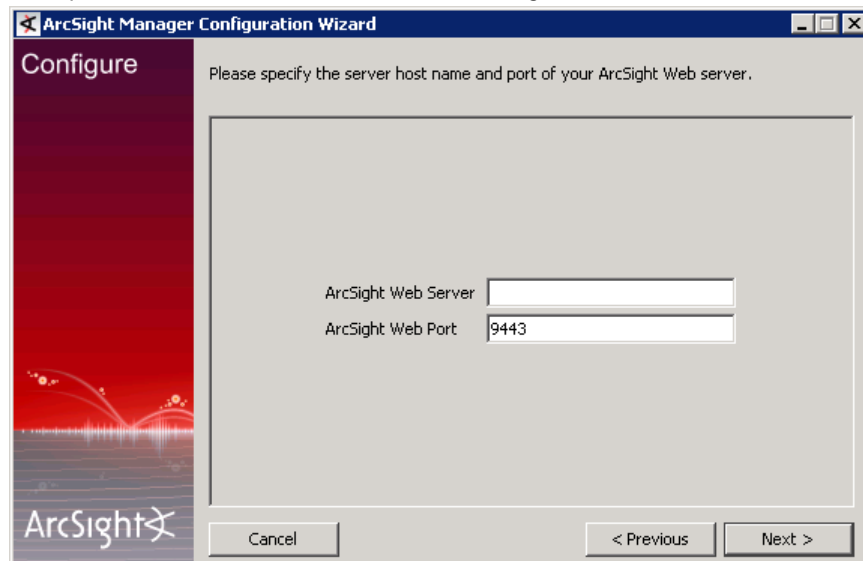 ArcSight Manager Configuration Wizard
Configure
Please specify the server host name and port of your ArcSight Web server.
ArcSight Web Server
ArcSight Web Port 9443
ArcSight
Cancel < Previous Next >